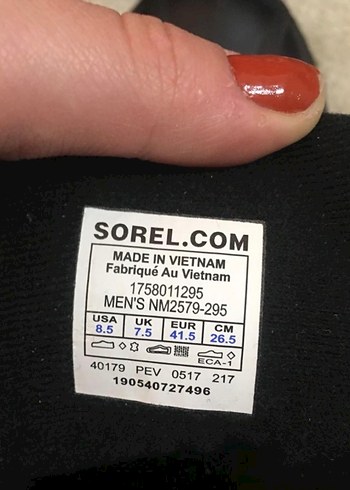 SOREL.COM
MADE IN VIETNAM
Fabriqué Au Vietnam
1758011295
MEN'S NM2579-295
USA UK EUR CM
8.5 7.5 41.5 26.5
ECA-1
40179 PEV 0517 217
190540727496